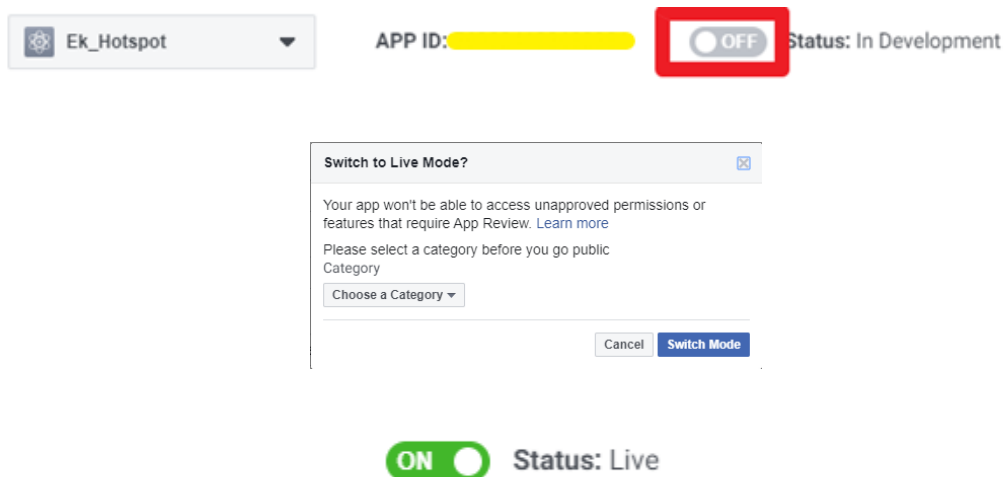 Ek_Hotspot APP ID: OFF Status: In Development
Switch to Live Mode?
Your app won't be able to access unapproved permissions or
features that require App Review. Learn more
Please select a category before you go public
Category
Choose a Category
Cancel Switch Mode
ON Status: Live